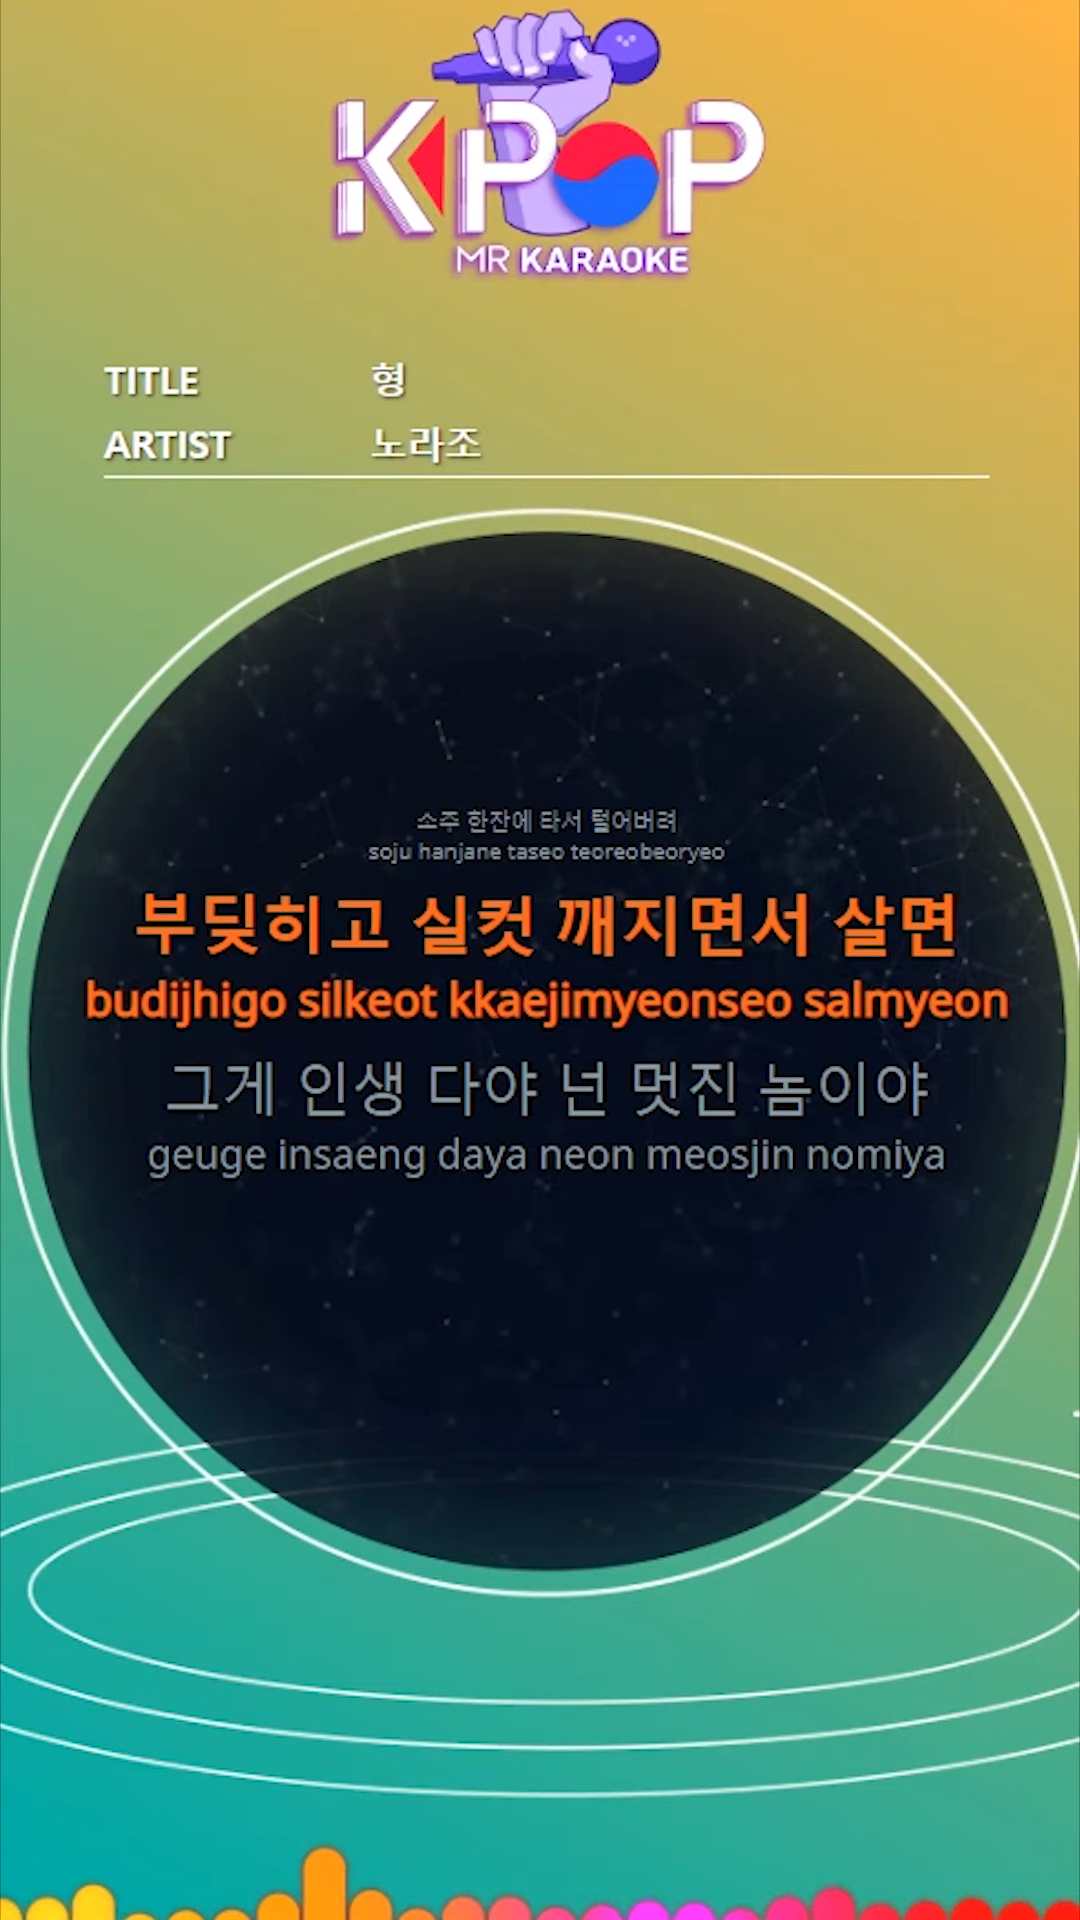 KPOP
MR KARAOKE
TITLE 형
ARTIST 노라조
소주 한잔에 타서 털어버려
soju hanjane taseo teoreobeoryeo
부딪히고 실컷 깨지면서 살면
budijhigo silkeot kkaejimyeonseo salmyeon
그게 인생 다야 넌 멋진 놈이야
geuge insaeng daya neon meosjin nomiya